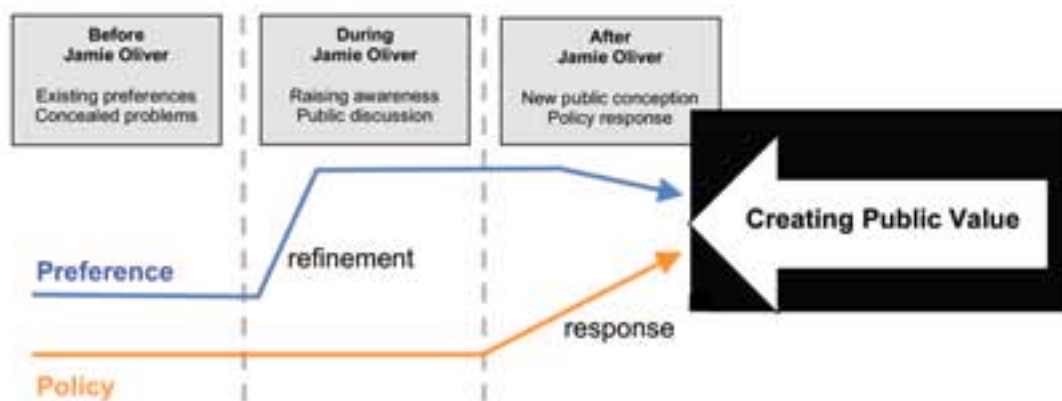 Before
Jamie Oliver
Existing preferences
Concealed problems
During
Jamie Oliver
Raising awareness
Public discussion
After
Jamie Oliver
New public conception
Policy response
Creating Public Value
refinement
Preference
response
Policy